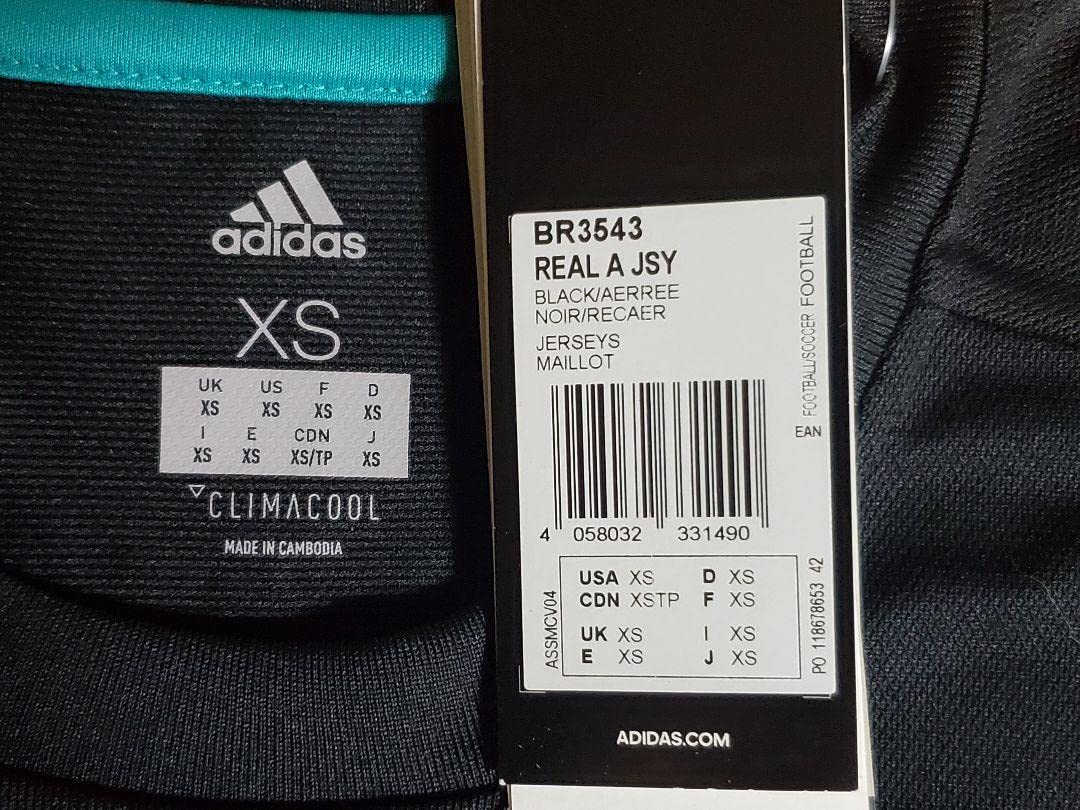 adidas
XS
UK US F D
XS XS XS XS
I E CDN J
XS XS XS/TP XS
CLIMACOOL
MADE IN CAMBODIA
BR3543
REAL A JSY
BLACK/AERREE
NOIR/RECAER
JERSEYS
MAILLOT
FOOTBALL/SOCCER FOOTBALL
EAN
4 058032 331490
ASSMCV04
USA XS D XS
CDN XSTP F XS
UK XS I XS
E XS J XS
PO 118678653 42
ADIDAS.COM